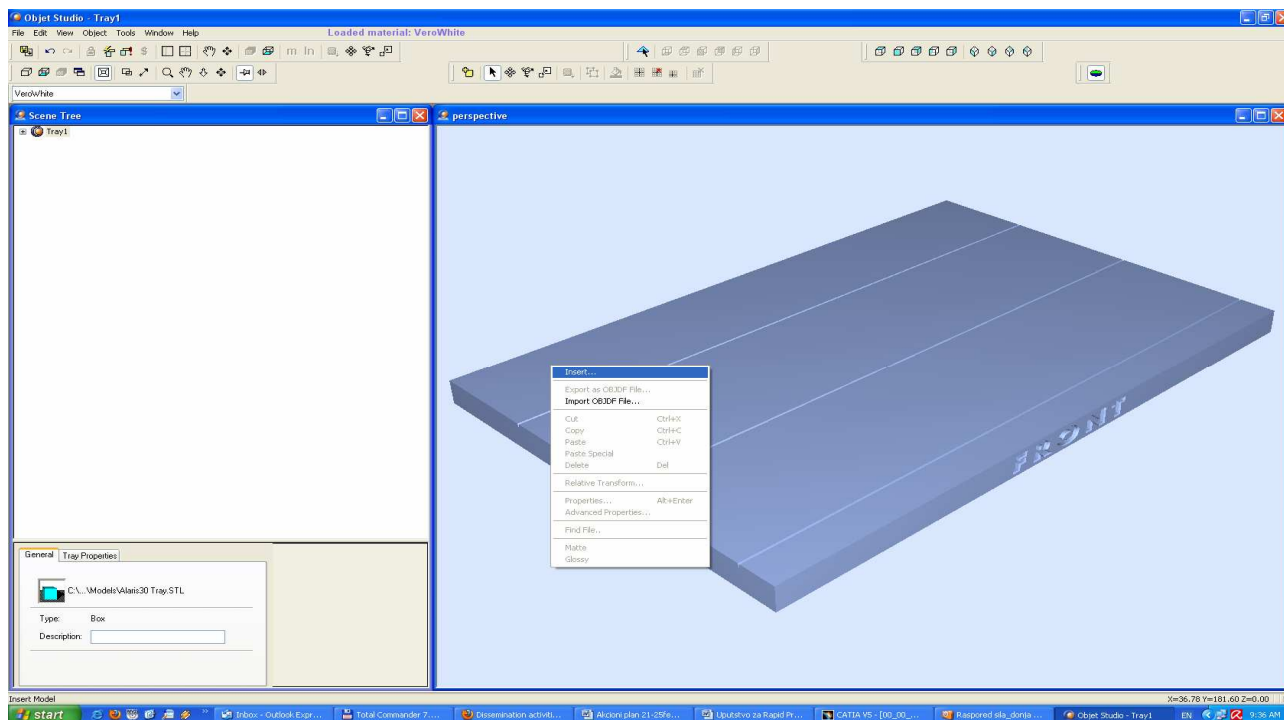 Objet Studio - Tray1
File Edit View Object Tools Window Help Loaded material: VeroWhite
VeroWhite
Scene Tree
Tray1
perspective
Insert...
Export as OBJDF File...
Import OBJDF File...
Cut Ctrl+X
Copy Ctrl+C
Paste Ctrl+V
Paste Special
Delete Del
Relative Transform...
Properties... Alt+Enter
Advanced Properties...
Find File..
Matte
Glossy
FRONT
General Tray Properties
C:\...\Models\Alaris30 Tray.STL
Type: Box
Description:
Insert Model X=36.78 Y=181.60 Z=0.00
start Inbox - Outlook Expr... Total Commander 7.... Dissemination activiti... Akcioni plan 21-25fe... Uputstvo za Rapid Pr... CATIA V5 - [00_00_... Raspored sila_donja ... Objet Studio - Tray1 EN 9:36 AM